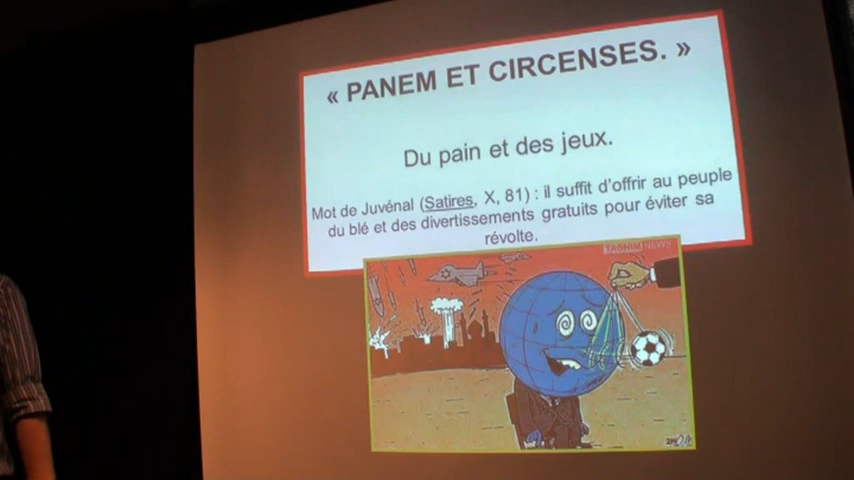 « PANEM ET CIRCENSES. »
Du pain et des jeux.
Mot de Juvénal (Satires, X, 81) : il suffit d'offrir au peuple
du blé et des divertissements gratuits pour éviter sa
révolte.
TASNIM NEWS